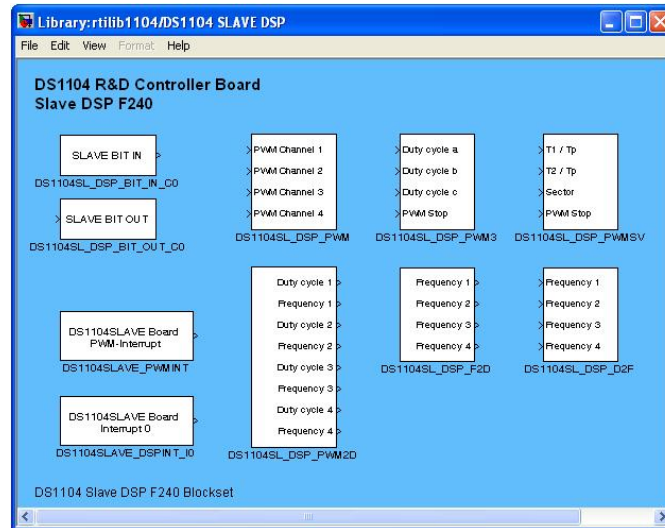 Library:rtilib1104/DS1104 SLAVE DSP
File Edit View Format Help
DS1104 R&D Controller Board
Slave DSP F240
SLAVE BIT IN
DS1104SL_DSP_BIT_IN_C0
SLAVE BIT OUT
DS1104SL_DSP_BIT_OUT_C0
PWM Channel 1
PWM Channel 2
PWM Channel 3
PWM Channel 4
DS1104SL_DSP_PWM
Duty cycle a
Duty cycle b
Duty cycle c
PWM Stop
DS1104SL_DSP_PWM3
T1 / Tp
T2 / Tp
Sector
PWM Stop
DS1104SL_DSP_PWMSV
DS1104SLAVE Board
PWM-Interrupt
DS1104SLAVE_PWMINT
DS1104SLAVE Board
Interrupt 0
DS1104SLAVE_DSPINT_I0
Duty cycle 1
Frequency 1
Duty cycle 2
Frequency 2
Duty cycle 3
Frequency 3
Duty cycle 4
Frequency 4
DS1104SL_DSP_PWM2D
Frequency 1
Frequency 2
Frequency 3
Frequency 4
DS1104SL_DSP_F2D
Frequency 1
Frequency 2
Frequency 3
Frequency 4
DS1104SL_DSP_D2F
DS1104 Slave DSP F240 Blockset